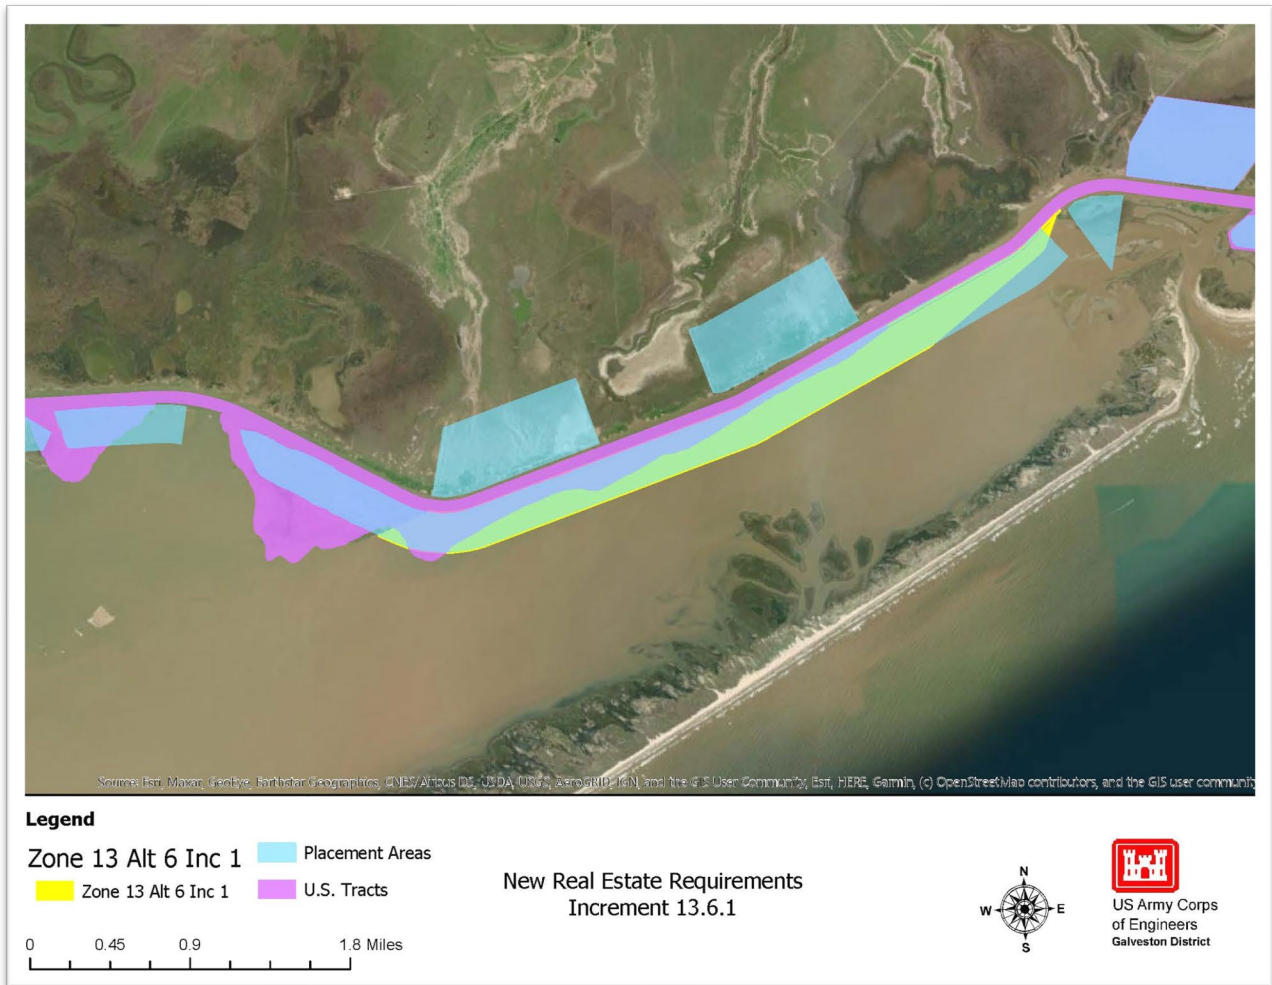 Source: Esri, Maxar, GeoEye, Earthstar Geographics, CNES/Airbus DS, USDA, USGS, AeroGRID, IGN, and the GIS User Community, Esri, HERE, Garmin, (c) OpenStreetMap contributors, and the GIS user community
Legend
Zone 13 Alt 6 Inc 1
Zone 13 Alt 6 Inc 1
Placement Areas
U.S. Tracts
0 0.45 0.9 1.8 Miles
New Real Estate Requirements
Increment 13.6.1
N
W E
S
US Army Corps
of Engineers
Galveston District